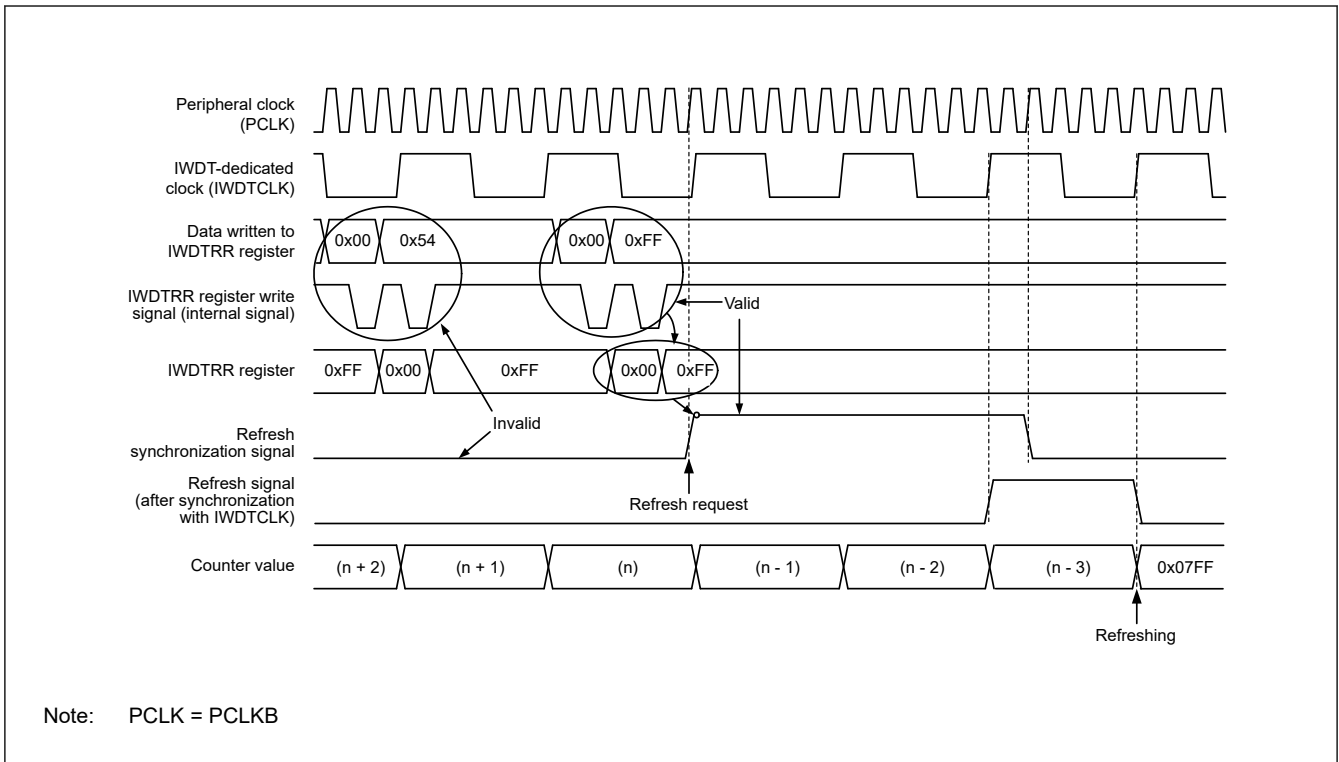 Peripheral clock
(PCLK)
IWDT-dedicated
clock (IWDTCLK)
Data written to
IWDTRR register
0x00 0x54 0x00 0xFF
IWDTRR register write
signal (internal signal)
Valid
IWDTRR register
0xFF 0x00 0xFF 0x00 0xFF
Invalid
Refresh
synchronization signal
Refresh signal
(after synchronization
with IWDTCLK)
Refresh request
Counter value
(n + 2) (n + 1) (n) (n - 1) (n - 2) (n - 3) 0x07FF
Refreshing
Note: PCLK = PCLKB